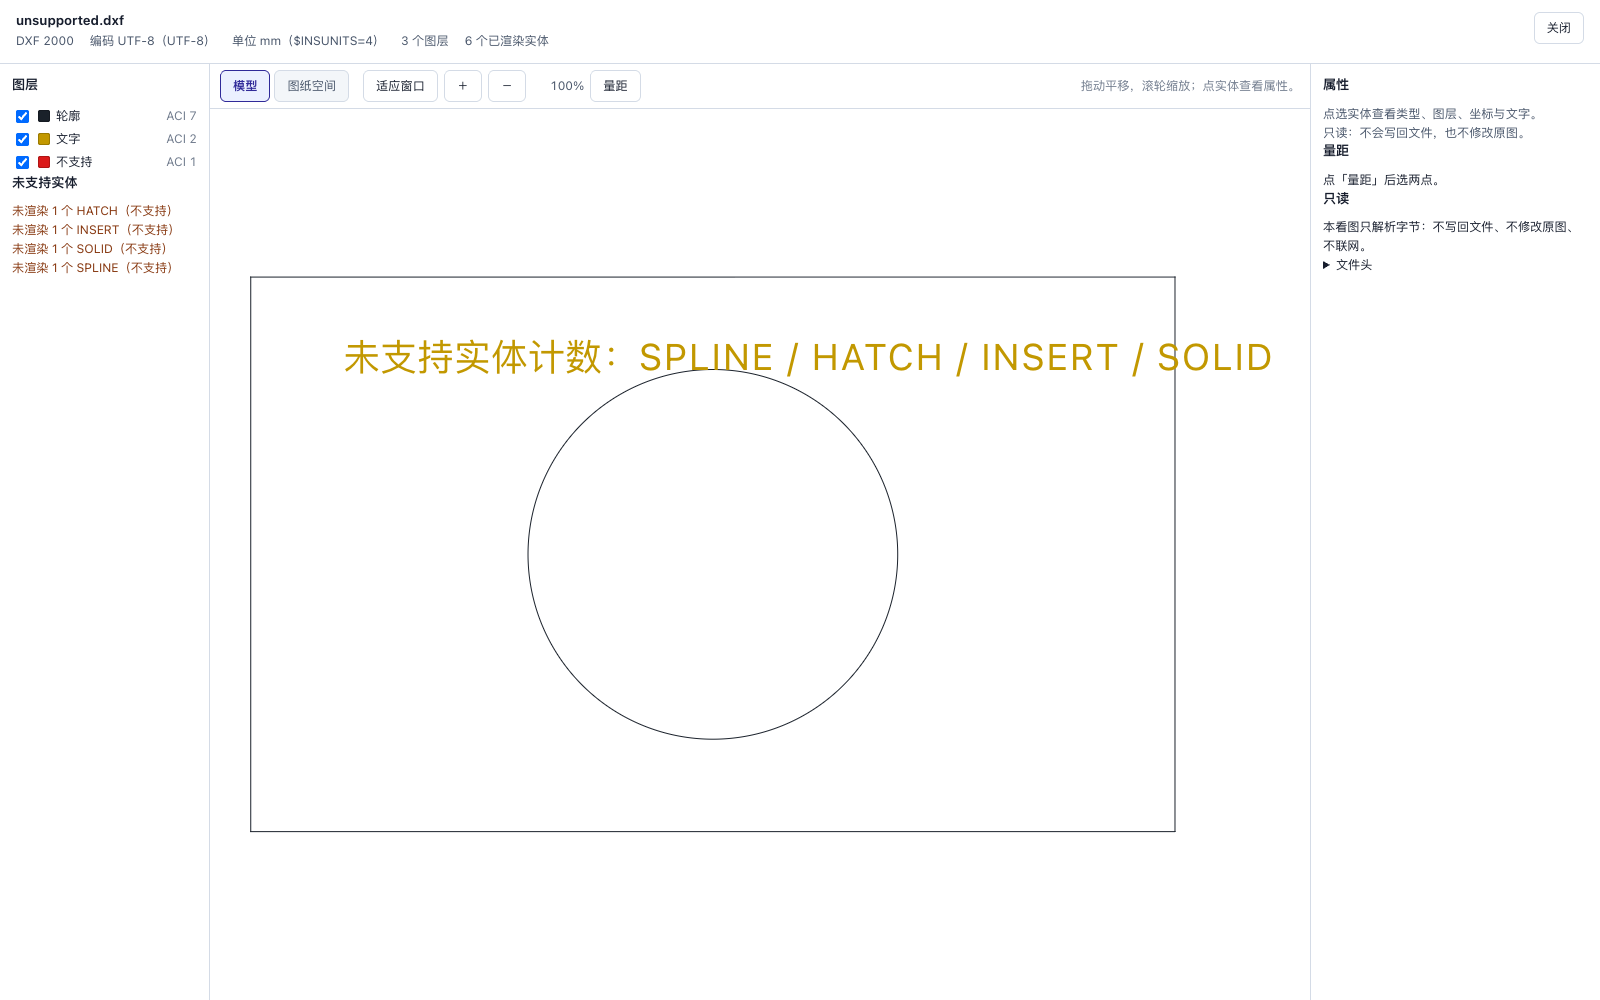 unsupported.dxf
DXF 2000 编码 UTF-8（UTF-8） 单位 mm（$INSUNITS=4） 3 个图层 6 个已渲染实体
关闭
图层
轮廓 ACI 7
文字 ACI 2
不支持 ACI 1
未支持实体
未渲染 1 个 HATCH（不支持）
未渲染 1 个 INSERT（不支持）
未渲染 1 个 SOLID（不支持）
未渲染 1 个 SPLINE（不支持）
模型 图纸空间 适应窗口 + − 100% 量距
拖动平移，滚轮缩放；点实体查看属性。
未支持实体计数：SPLINE / HATCH / INSERT / SOLID
属性
点选实体查看类型、图层、坐标与文字。
只读：不会写回文件，也不修改原图。
量距
点「量距」后选两点。
只读
本看图只解析字节：不写回文件、不修改原图、
不联网。
文件头